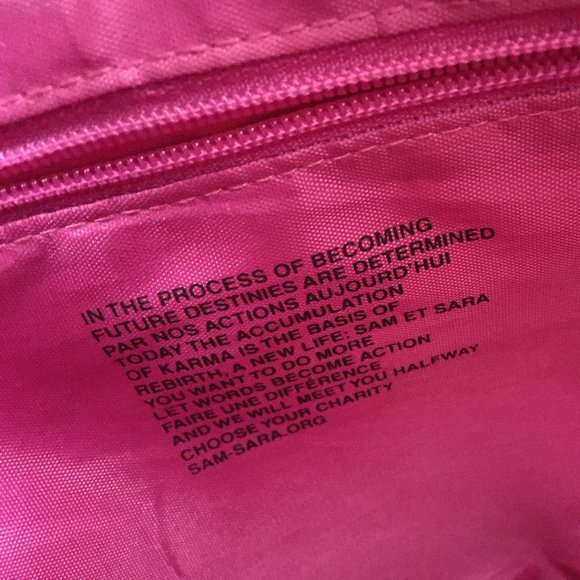 IN THE PROCESS OF BECOMING
FUTURE DESTINIES ARE DETERMINED
PAR NOS ACTIONS AUJOURD'HUI
TODAY THE ACCUMULATION
OF KARMA IS THE BASIS OF
REBIRTH, A NEW LIFE: SAM ET SARA
YOU WANT TO DO MORE
LET WORDS BECOME ACTION
FAIRE UNE DIFFÉRENCE
AND WE WILL MEET YOU HALFWAY
CHOOSE YOUR CHARITY
SAM-SARA.ORG